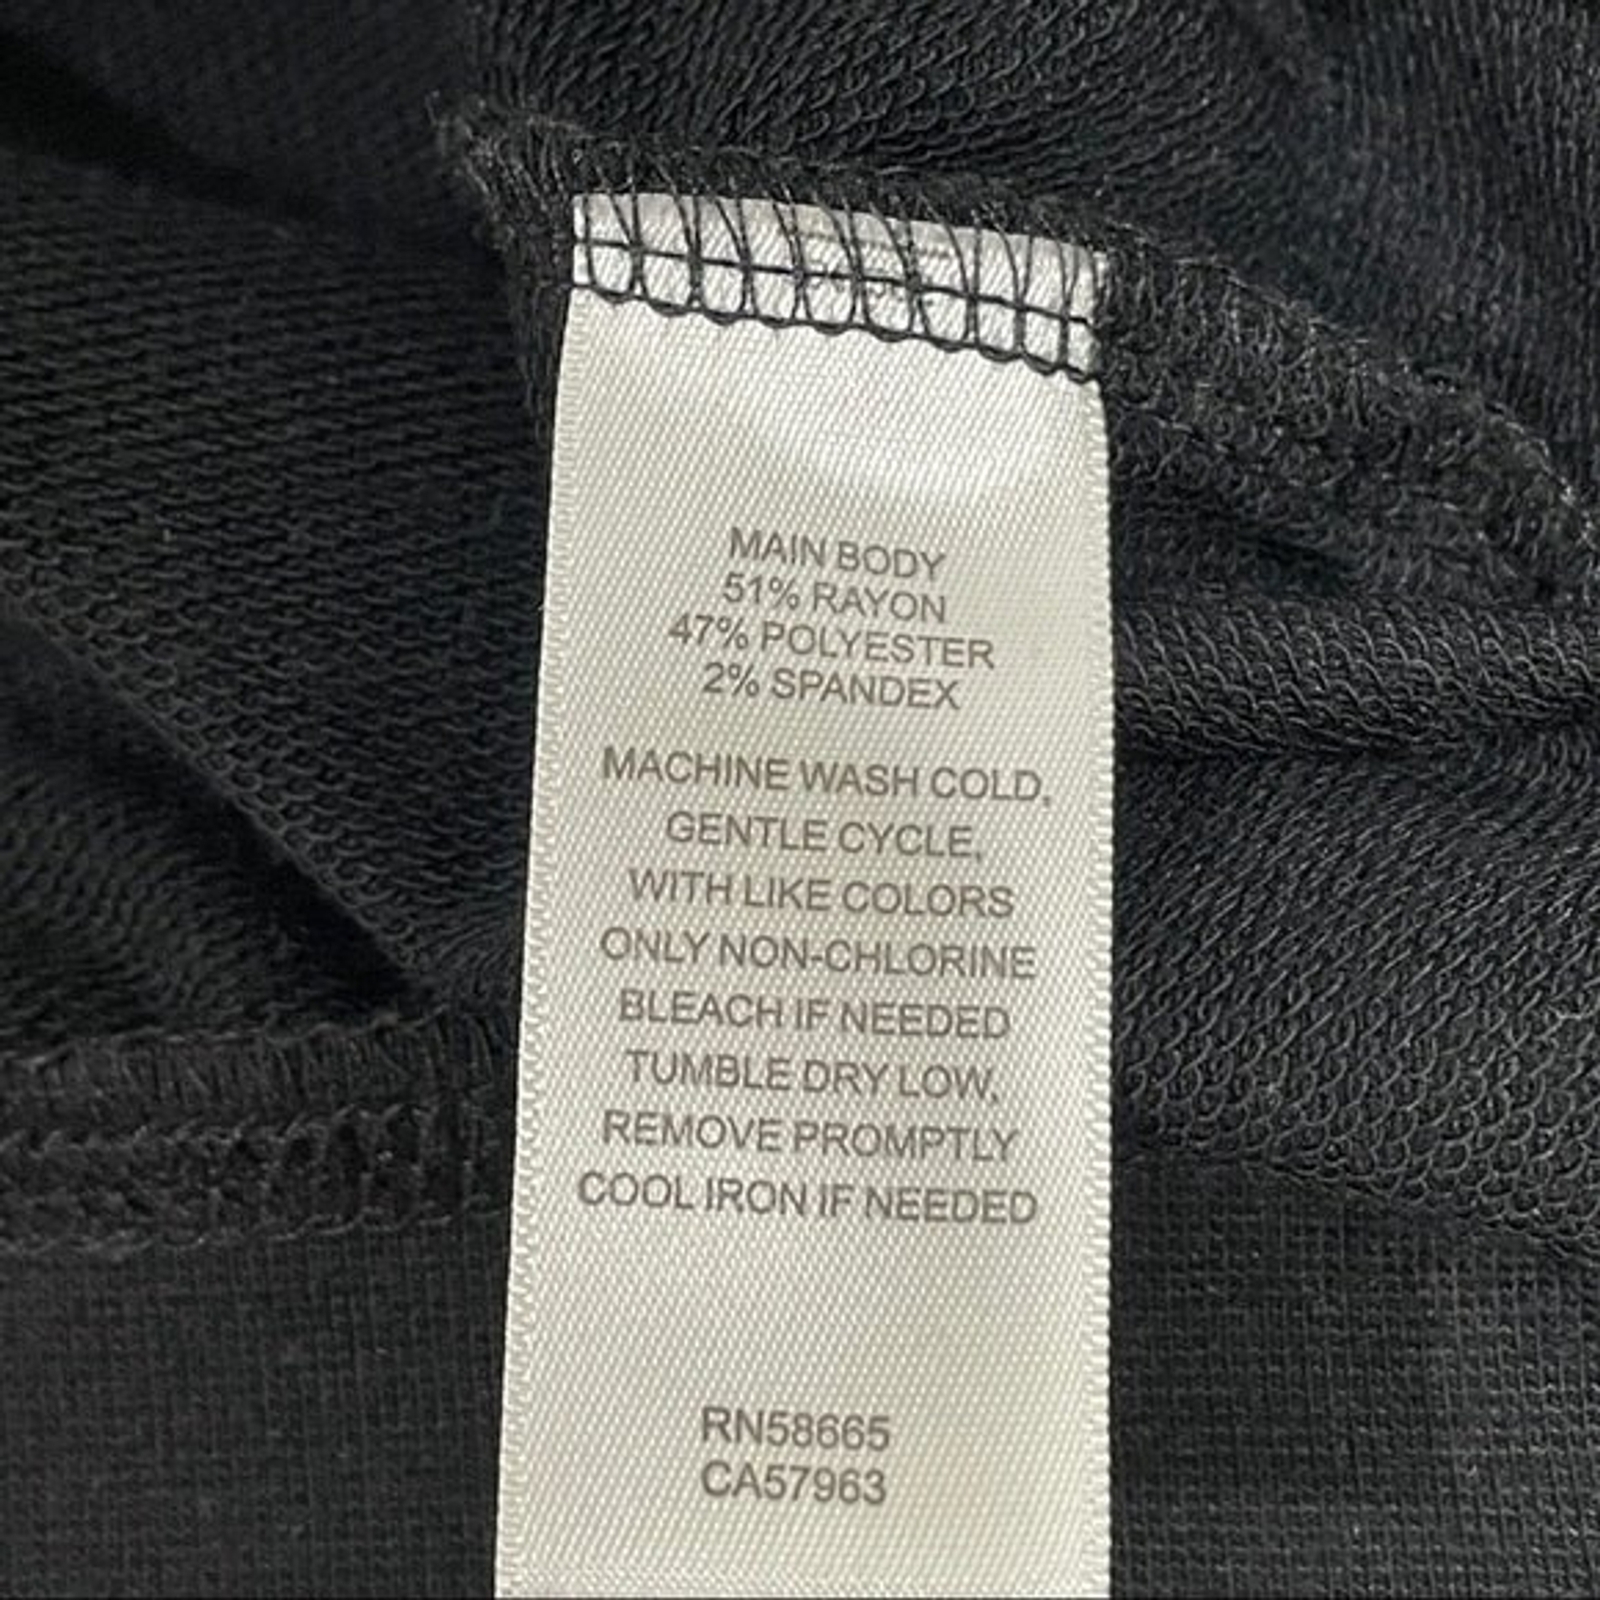 MAIN BODY
51% RAYON
47% POLYESTER
2% SPANDEX
MACHINE WASH COLD,
GENTLE CYCLE,
WITH LIKE COLORS
ONLY NON-CHLORINE
BLEACH IF NEEDED
TUMBLE DRY LOW,
REMOVE PROMPTLY
COOL IRON IF NEEDED
RN58665
CA57963